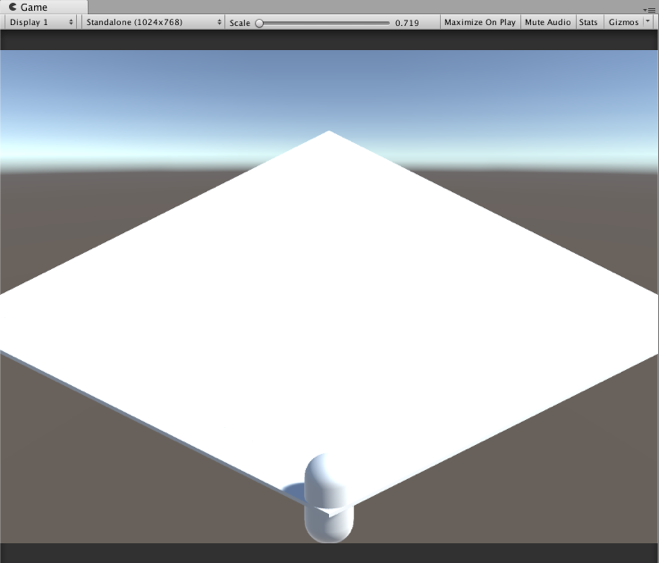 Game
Display 1 Standalone (1024x768) Scale 0.719 Maximize On Play Mute Audio Stats Gizmos